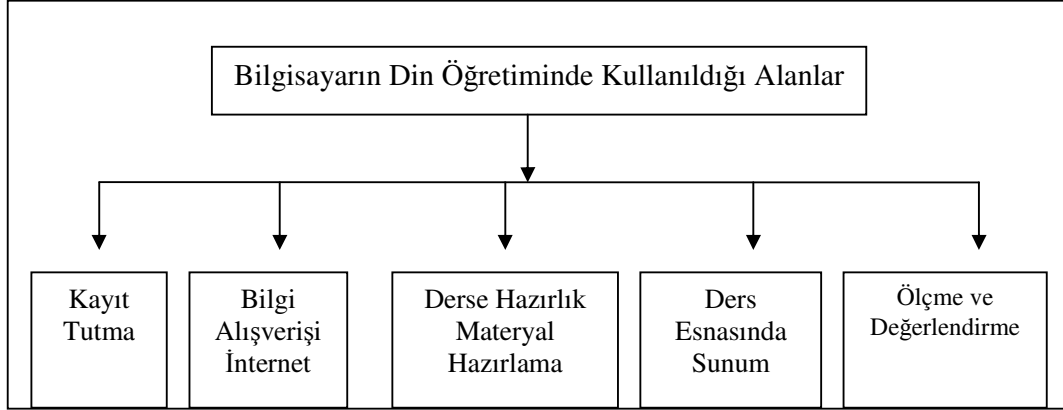 Bilgisayarın Din Öğretiminde Kullanıldığı Alanlar
Kayıt
Tutma
Bilgi
Alışverişi
İnternet
Derse Hazırlık
Materyal
Hazırlama
Ders
Esnasında
Sunum
Ölçme ve
Değerlendirme